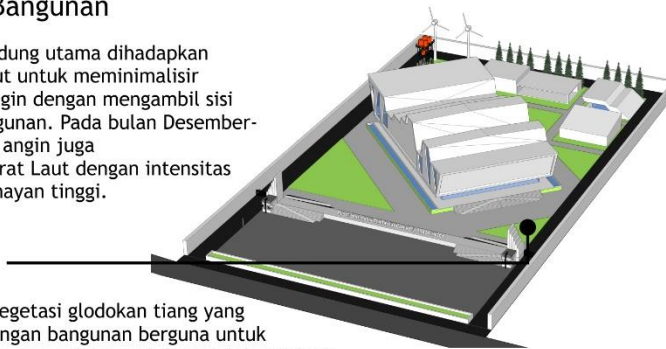 Bangunan
dung utama dihadapkan
ut untuk meminimalisir
gin dengan mengambil sisi
gunan. Pada bulan Desember-
angin juga
rat Laut dengan intensitas
nayan tinggi.
egetasi glodokan tiang yang
ngan bangunan berguna untuk